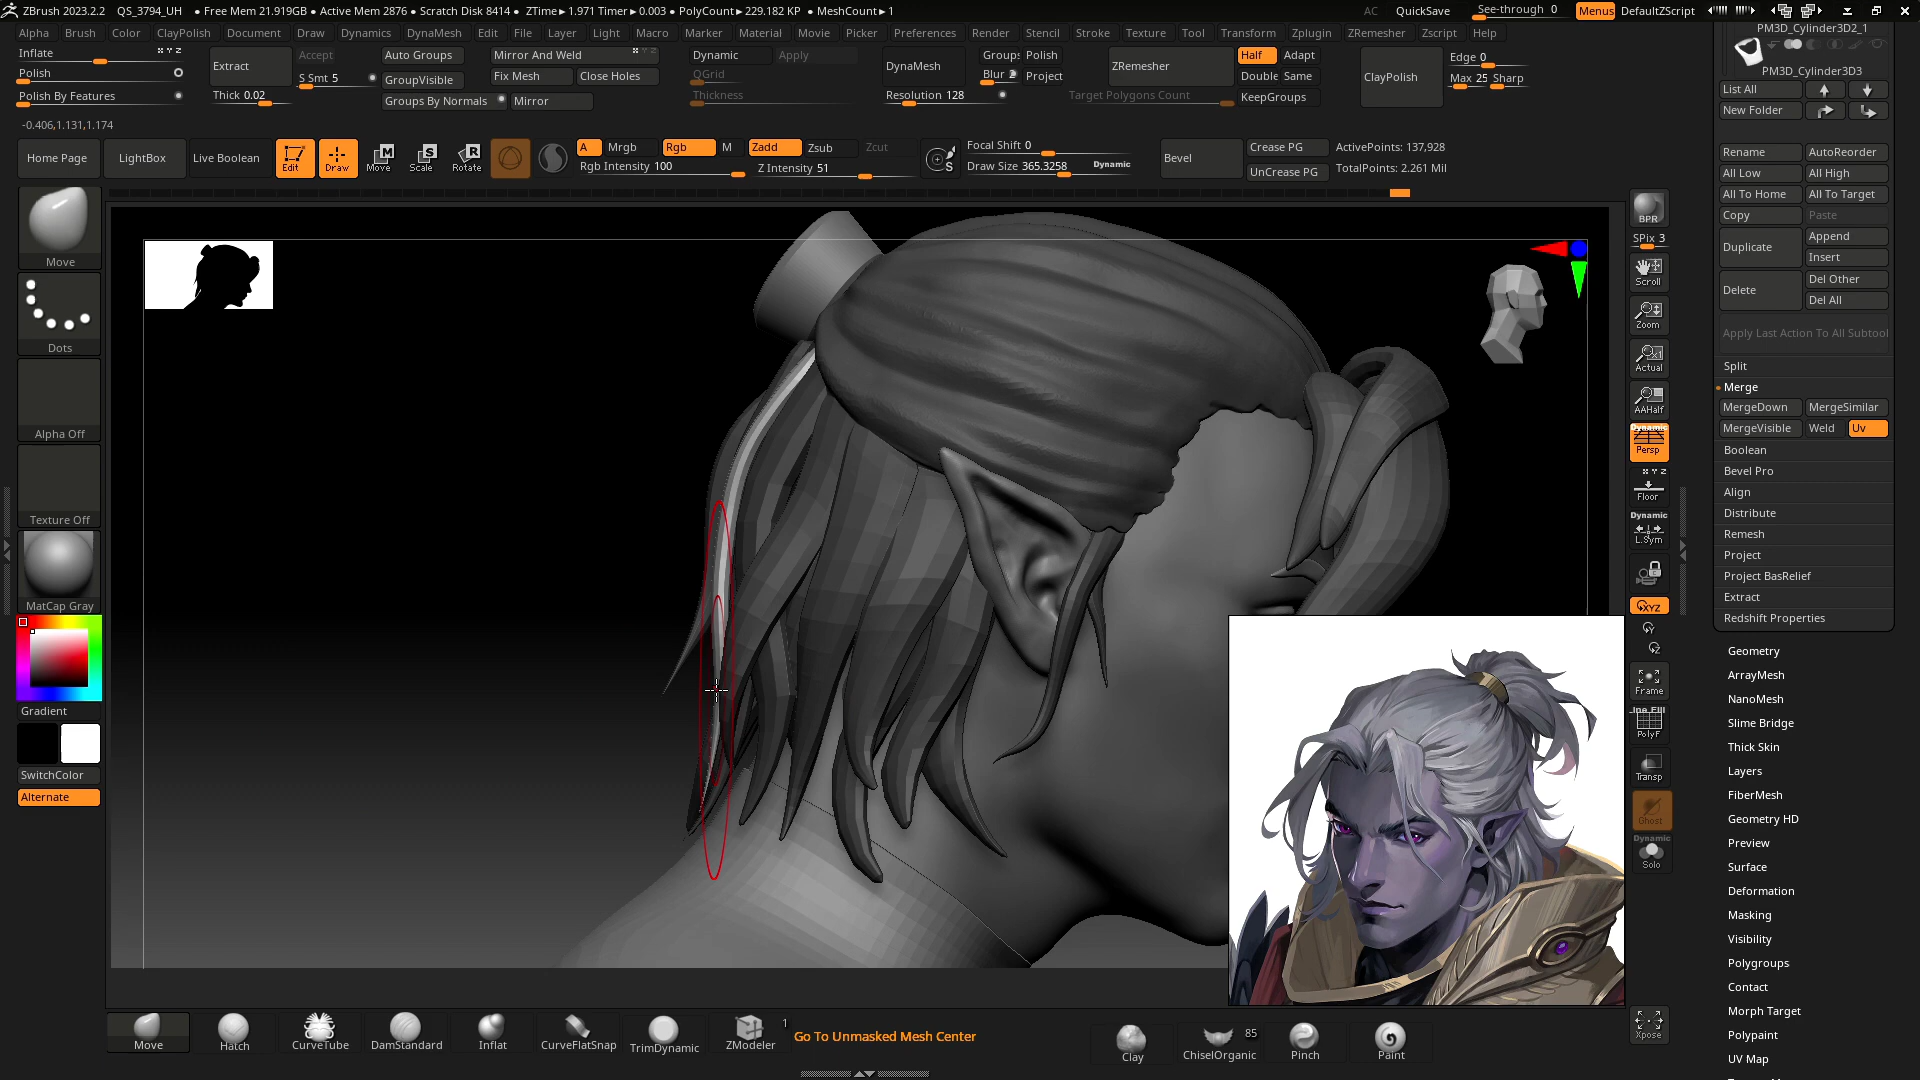 ZBrush 2023.2.2 QS_3794_UH • Free Mem 21.919GB • Active Mem 2876 • Scratch Disk 8414 • ZTime▸1.971 Timer▸0.003 • PolyCount▸229.182 KP • MeshCount▸1 AC QuickSave See-through 0 Menus DefaultZScript
Alpha Brush Color ClayPolish Document Draw Dynamics DynaMesh Edit File Layer Light Macro Marker Material Movie Picker Preferences Render Stencil Stroke Texture Tool Transform Zplugin ZRemesher Zscript Help
Inflate
Polish
Polish By Features
Extract
Thick 0.02
Accept
S Smt 5
Auto Groups
GroupVisible
Groups By Normals
Mirror And Weld
Fix Mesh
Close Holes
Mirror
Dynamic
Apply
QGrid
Thickness
DynaMesh
Resolution 128
Groups
Polish
Blur 2
Project
ZRemesher
Target Polygons Count
Half
Adapt
Double
Same
KeepGroups
ClayPolish
Edge 0
Max 25
Sharp
-0.406,1.131,1.174
Home Page
LightBox
Live Boolean
Edit
Draw
Move
Scale
Rotate
A
Mrgb
Rgb
M
Rgb Intensity 100
Zadd
Zsub
Zcut
Z Intensity 51
S
Focal Shift 0
Draw Size 365.3258
Dynamic
Bevel
Crease PG
UnCrease PG
ActivePoints: 137,928
TotalPoints: 2.261 Mil
Move
Dots
Alpha Off
Texture Off
MatCap Gray
Gradient
SwitchColor
Alternate
BPR
SPix 3
Scroll
Zoom
Actual
AAHalf
Dynamic
Persp
X Y Z
Floor
Dynamic
L.Sym
XYZ
Y
Z
Frame
Line Fill
PolyF
Transp
Ghost
Dynamic
Solo
Xpose
PM3D_Cylinder3D2_1
PM3D_Cylinder3D3
List All
New Folder
Rename
AutoReorder
All Low
All High
All To Home
All To Target
Copy
Paste
Duplicate
Append
Insert
Delete
Del Other
Del All
Apply Last Action To All Subtool
Split
Merge
MergeDown
MergeSimilar
MergeVisible
Weld
Uv
Boolean
Bevel Pro
Align
Distribute
Remesh
Project
Project BasRelief
Extract
Redshift Properties
Geometry
ArrayMesh
NanoMesh
Slime Bridge
Thick Skin
Layers
FiberMesh
Geometry HD
Preview
Surface
Deformation
Masking
Visibility
Polygroups
Contact
Morph Target
Polypaint
UV Map
Move
Hatch
CurveTube
DamStandard
Inflat
CurveFlatSnap
TrimDynamic
ZModeler
1
Go To Unmasked Mesh Center
Clay
ChiselOrganic
85
Pinch
Paint